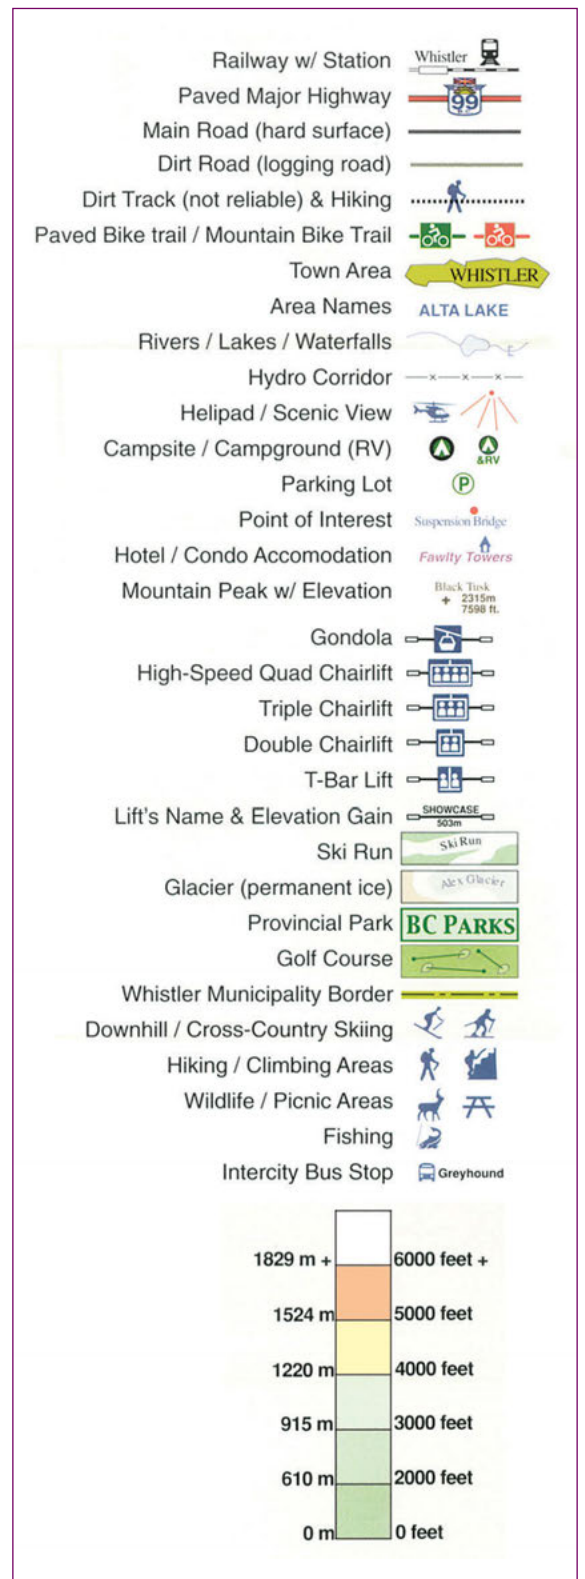 Railway w/ Station Whistler
Paved Major Highway 99
Main Road (hard surface)
Dirt Road (logging road)
Dirt Track (not reliable) & Hiking
Paved Bike trail / Mountain Bike Trail
Town Area WHISTLER
Area Names ALTA LAKE
Rivers / Lakes / Waterfalls
Hydro Corridor
Helipad / Scenic View
Campsite / Campground (RV) &RV
Parking Lot P
Point of Interest Suspension Bridge
Hotel / Condo Accomodation Fawlty Towers
Mountain Peak w/ Elevation Black Tusk
2315m
7598 ft.
Gondola
High-Speed Quad Chairlift
Triple Chairlift
Double Chairlift
T-Bar Lift
Lift's Name & Elevation Gain SHOWCASE
503m
Ski Run Ski Run
Glacier (permanent ice) Alex Glacier
Provincial Park BC PARKS
Golf Course
Whistler Municipality Border
Downhill / Cross-Country Skiing
Hiking / Climbing Areas
Wildlife / Picnic Areas
Fishing
Intercity Bus Stop Greyhound
1829 m + 6000 feet +
1524 m 5000 feet
1220 m 4000 feet
915 m 3000 feet
610 m 2000 feet
0 m 0 feet